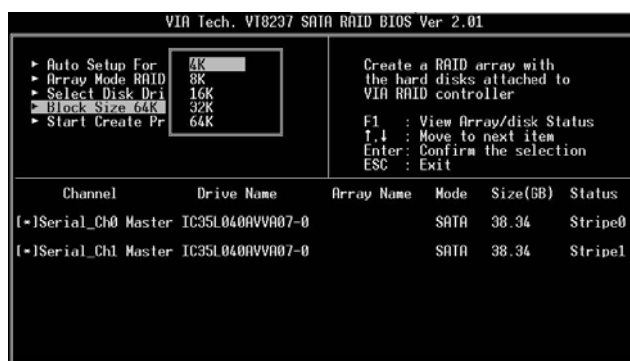 VIA Tech. VT8237 SATA RAID BIOS Ver 2.01
► Auto Setup For
► Array Mode RAID
► Select Disk Dri
► Block Size 64K
► Start Create Pr
4K
8K
16K
32K
64K
Create a RAID array with
the hard disks attached to
VIA RAID controller
F1 : View Array/disk Status
↑,↓ : Move to next item
Enter: Confirm the selection
ESC : Exit
Channel Drive Name Array Name Mode Size(GB) Status
[*]Serial_Ch0 Master IC35L040AVVA07-0 SATA 38.34 Stripe0
[*]Serial_Ch1 Master IC35L040AVVA07-0 SATA 38.34 Stripe1